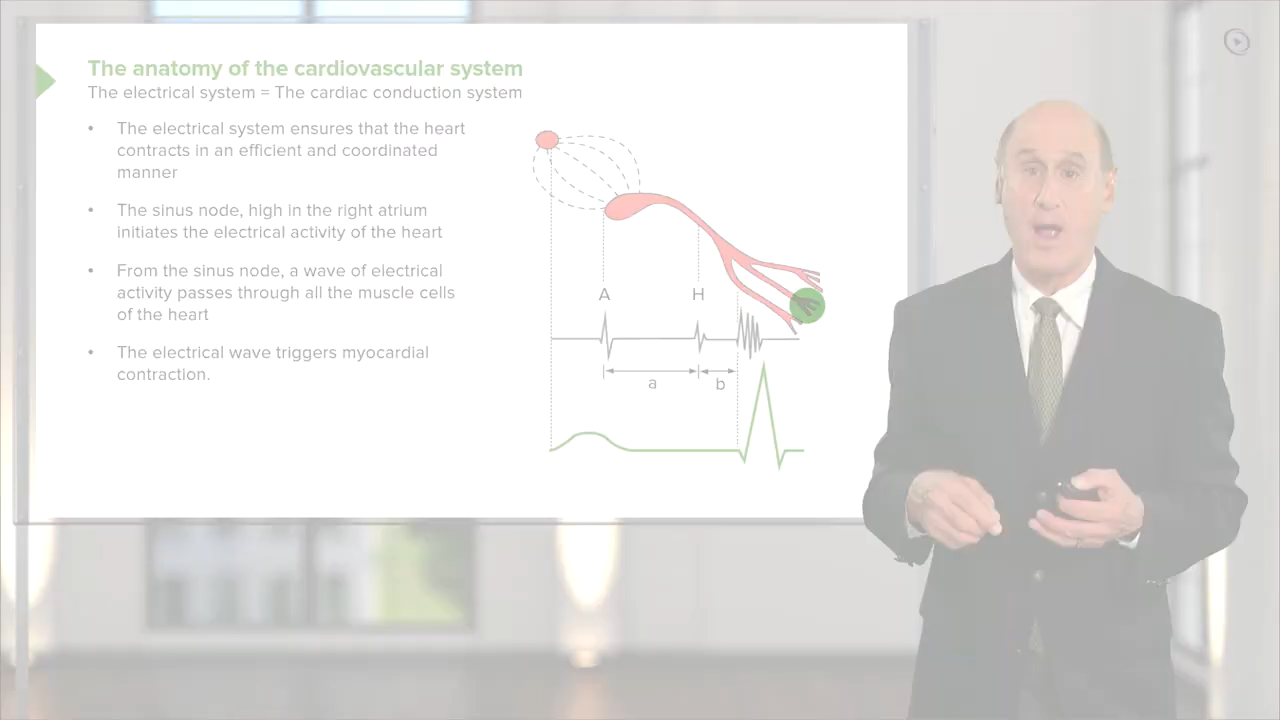 The anatomy of the cardiovascular system
The electrical system = The cardiac conduction system
• The electrical system ensures that the heart
contracts in an efficient and coordinated
manner
• The sinus node, high in the right atrium
initiates the electrical activity of the heart
• From the sinus node, a wave of electrical
activity passes through all the muscle cells
of the heart
• The electrical wave triggers myocardial
contraction.
A H
a b